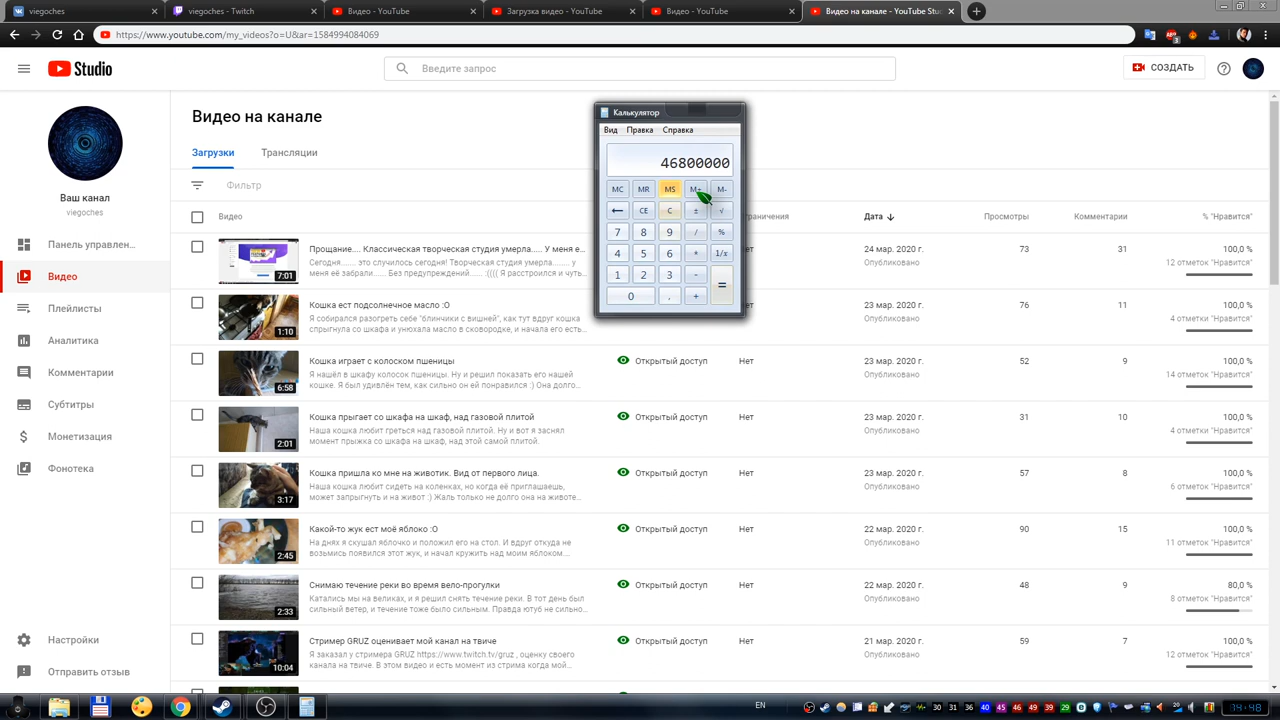 viegoches
viegoches - Twitch
Видео - YouTube
Загрузка видео - YouTube
Видео - YouTube
Видео на канале - YouTube Stu
https://www.youtube.com/my_videos?o=U&ar=1584994084069
Studio
Введите запрос
СОЗДАТЬ
Ваш канал
viegoches
Панель управлен...
Видео
Плейлисты
Аналитика
Комментарии
Субтитры
Монетизация
Фонотека
Настройки
Отправить отзыв
Видео на канале
Загрузки
Трансляции
Фильтр
Калькулятор
Вид Правка Справка
46800000
MC MR MS M+ M-
← CE C ± √
7 8 9 / %
4 5 6 * 1/x
1 2 3 - =
0 , +
Видео
Дата ↓
Просмотры
Комментарии
% "Нравится"
Прощание.... Классическая творческая студия умерла..... У меня е...
Сегодня....... это случилось сегодня! Творческая студия умерла........ у
меня её забрали...... Без предупреждений.... :(((( Я расстроился и чуть...
7:01
24 мар. 2020 г.
Опубликовано
73
31
100,0 %
12 отметок "Нравится"
Кошка ест подсолнечное масло :O
Я собирался разогреть себе "блинчики с вишней", как тут вдруг кошка
спрыгнула со шкафа и унюхала масло в сковородке, и начала его есть...
1:10
23 мар. 2020 г.
Опубликовано
76
11
100,0 %
4 отметки "Нравится"
Кошка играет с колоском пшеницы
Я нашёл в шкафу колосок пшеницы. Ну и решил показать его нашей
кошке. Я был удивлён тем, как сильно он ей понравился :) Она долго...
6:58
Открытый доступ
Нет
23 мар. 2020 г.
Опубликовано
52
9
100,0 %
14 отметок "Нравится"
Кошка прыгает со шкафа на шкаф, над газовой плитой
Наша кошка любит греться над газовой плитой. Ну и вот я заснял
момент прыжка со шкафа на шкаф, над этой самой плитой.
2:01
Открытый доступ
Нет
23 мар. 2020 г.
Опубликовано
31
10
100,0 %
4 отметки "Нравится"
Кошка пришла ко мне на животик. Вид от первого лица.
Наша кошка любит сидеть на коленках, но когда её приглашаешь,
может запрыгнуть и на живот :) Жаль только не долго она на животе...
3:17
Открытый доступ
Нет
23 мар. 2020 г.
Опубликовано
57
8
100,0 %
6 отметок "Нравится"
Какой-то жук ест моё яблоко :O
На днях я скушал яблочко и положил его на стол. И вдруг откуда не
возьмись появился этот жук, и начал кружить над моим яблоком....
2:45
Открытый доступ
Нет
22 мар. 2020 г.
Опубликовано
90
15
100,0 %
11 отметок "Нравится"
Снимаю течение реки во время вело-прогулки
Катались мы на великах, и я решил снять течение реки. В тот день был
сильный ветер, и течение тоже было сильным. Правда ютуб не сильно...
2:33
Открытый доступ
Нет
22 мар. 2020 г.
Опубликовано
48
9
80,0 %
8 отметок "Нравится"
Стример GRUZ оценивает мой канал на твиче
Я заказал у стримера GRUZ https://www.twitch.tv/gruz , оценку своего
канала на твиче. В этом видео и есть момент из стрима когда мой...
10:04
Открытый доступ
Нет
21 мар. 2020 г.
Опубликовано
59
7
100,0 %
12 отметок "Нравится"
EN
14:48